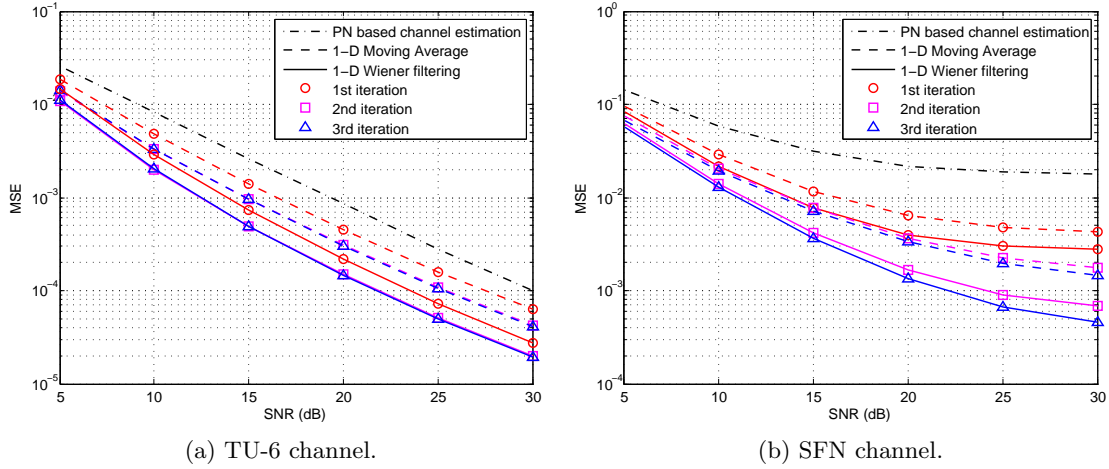 10⁻¹
10⁻²
10⁻³
10⁻⁴
10⁻⁵
MSE
5 10 15 20 25 30
SNR (dB)
PN based channel estimation
1−D Moving Average
1−D Wiener filtering
1st iteration
2nd iteration
3rd iteration
(a) TU-6 channel.
10⁰
10⁻¹
10⁻²
10⁻³
10⁻⁴
MSE
5 10 15 20 25 30
SNR (dB)
PN based channel estimation
1−D Moving Average
1−D Wiener filtering
1st iteration
2nd iteration
3rd iteration
(b) SFN channel.